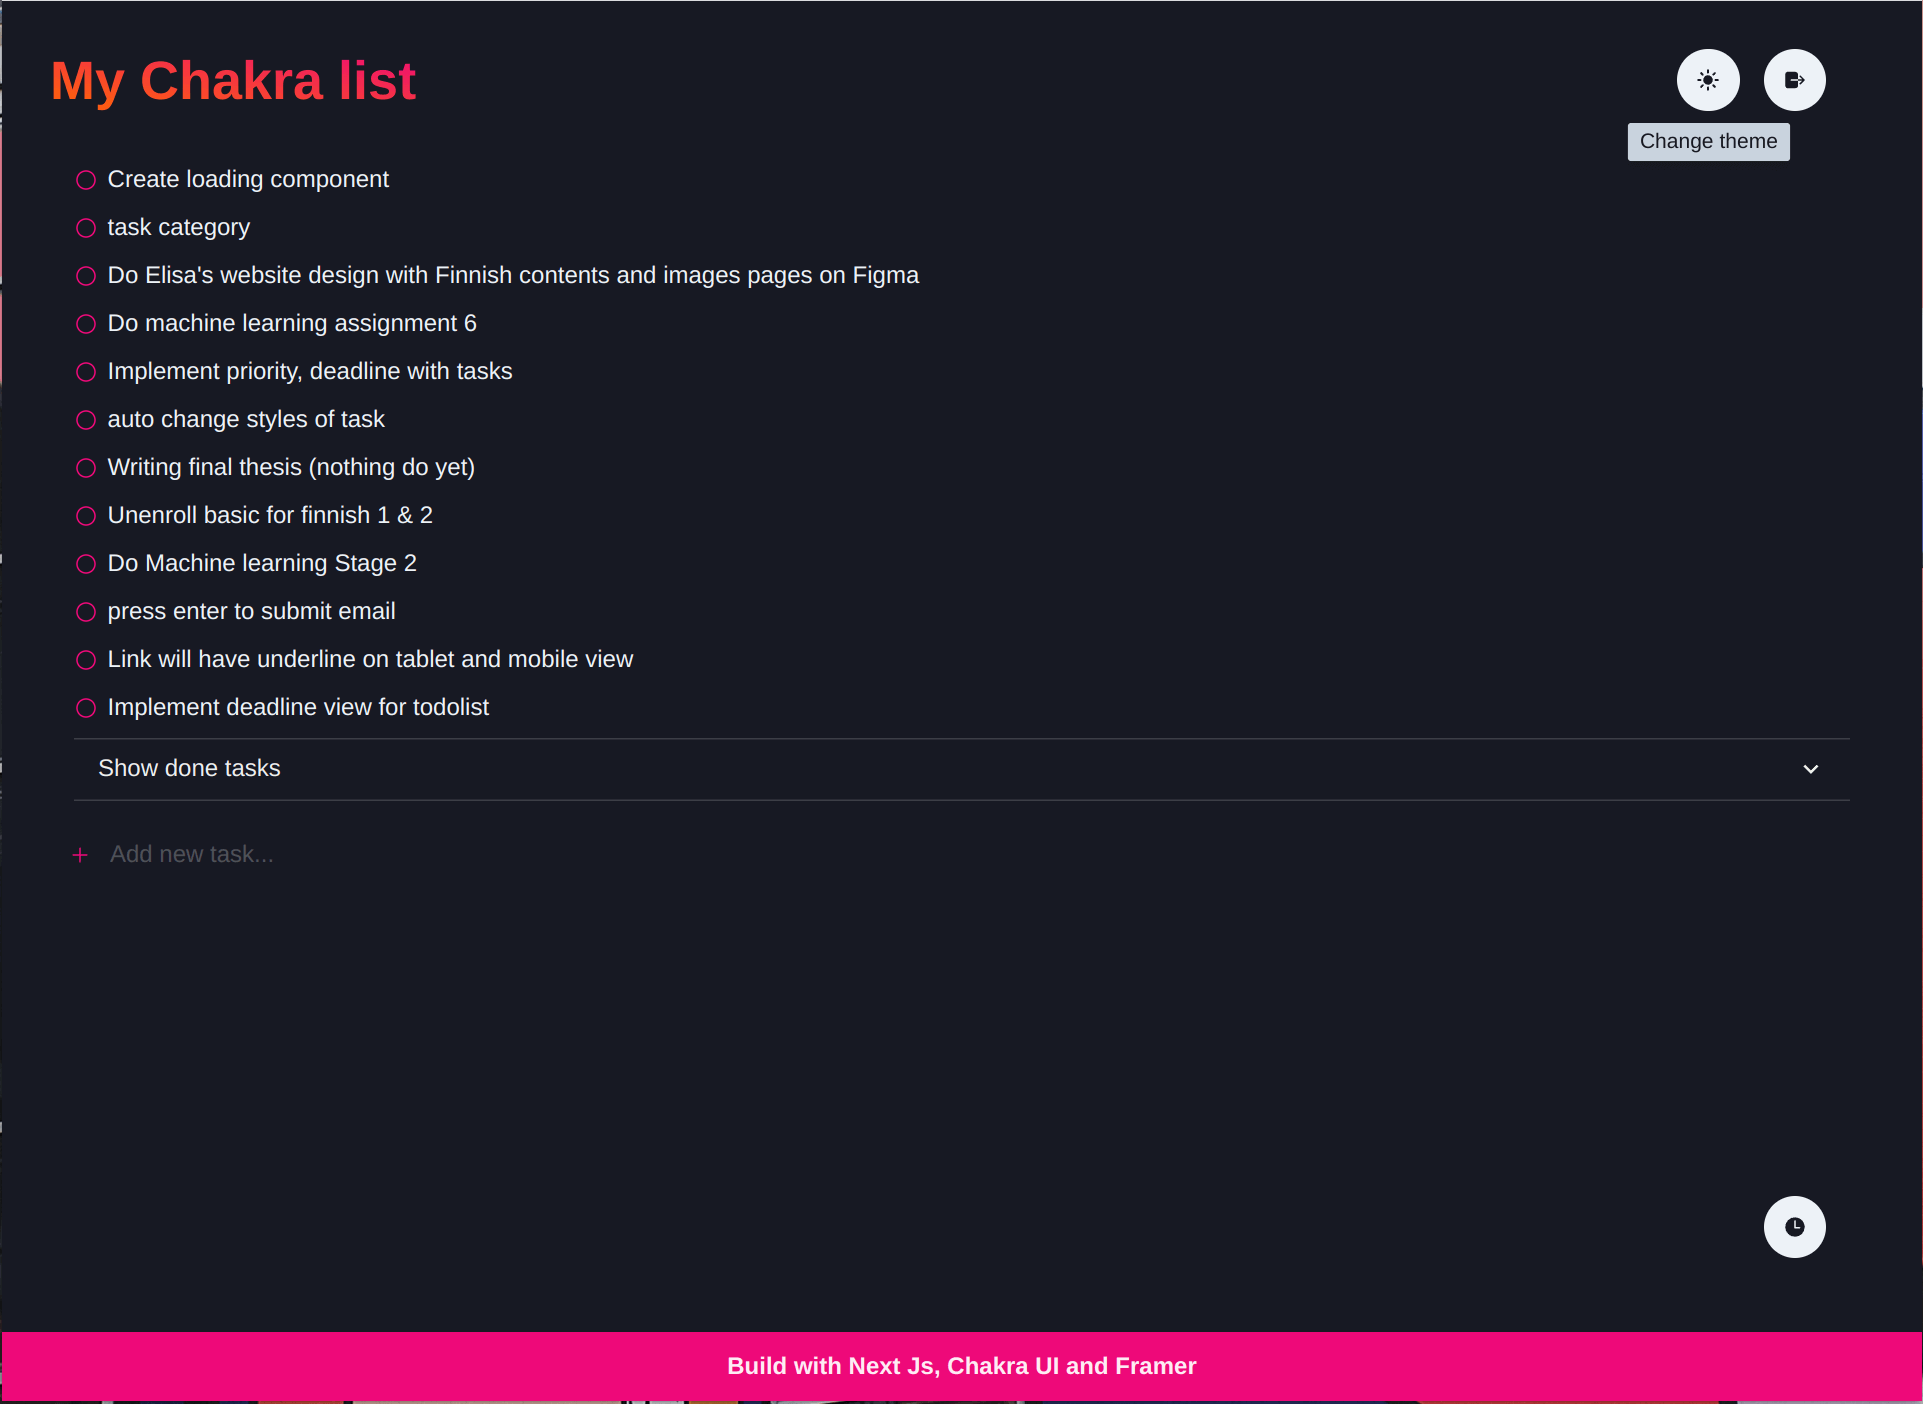 My Chakra list
Change theme
Create loading component
task category
Do Elisa's website design with Finnish contents and images pages on Figma
Do machine learning assignment 6
Implement priority, deadline with tasks
auto change styles of task
Writing final thesis (nothing do yet)
Unenroll basic for finnish 1 & 2
Do Machine learning Stage 2
press enter to submit email
Link will have underline on tablet and mobile view
Implement deadline view for todolist
Show done tasks
Add new task...
Build with Next Js, Chakra UI and Framer